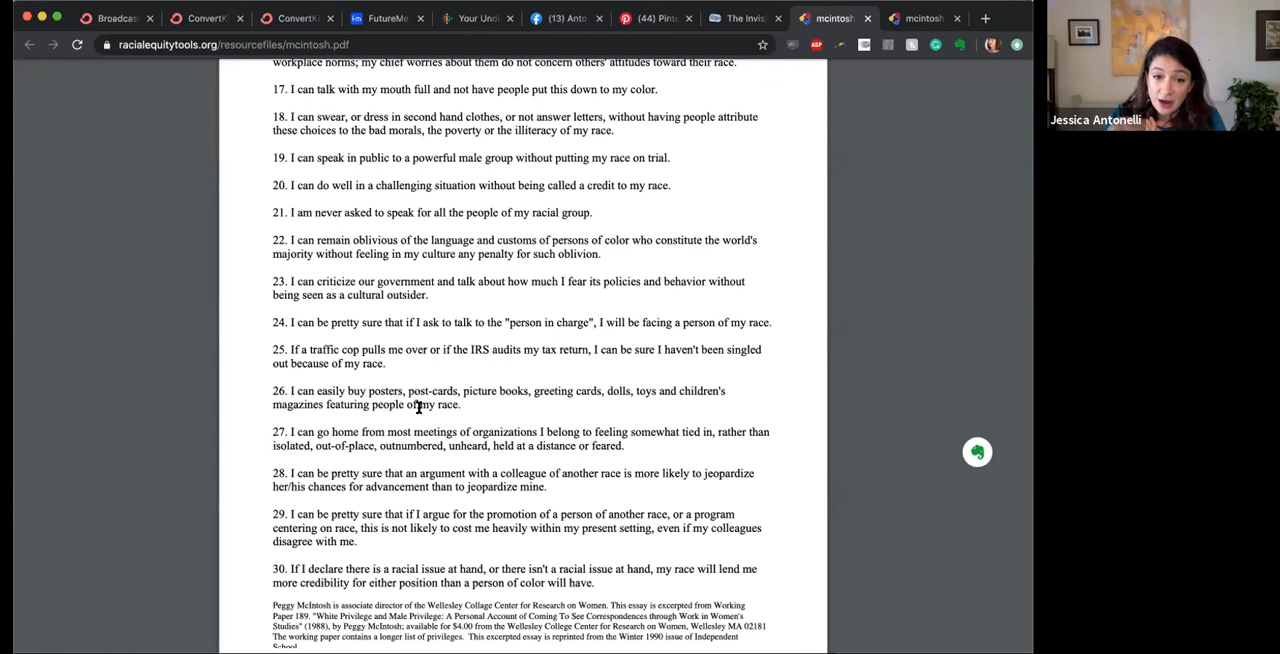 Broadcas
ConvertK
ConvertKi
FutureMe
Your Und
(13) Anto
(44) Pint
The Invis
mcintosh
mcintosh
racialequitytools.org/resourcefiles/mcintosh.pdf
ABP
workplace norms; my chief worries about them do not concern others' attitudes toward their race.
17. I can talk with my mouth full and not have people put this down to my color.
18. I can swear, or dress in second hand clothes, or not answer letters, without having people attribute
these choices to the bad morals, the poverty or the illiteracy of my race.
19. I can speak in public to a powerful male group without putting my race on trial.
20. I can do well in a challenging situation without being called a credit to my race.
21. I am never asked to speak for all the people of my racial group.
22. I can remain oblivious of the language and customs of persons of color who constitute the world's
majority without feeling in my culture any penalty for such oblivion.
23. I can criticize our government and talk about how much I fear its policies and behavior without
being seen as a cultural outsider.
24. I can be pretty sure that if I ask to talk to the "person in charge", I will be facing a person of my race.
25. If a traffic cop pulls me over or if the IRS audits my tax return, I can be sure I haven't been singled
out because of my race.
26. I can easily buy posters, post-cards, picture books, greeting cards, dolls, toys and children's
magazines featuring people of my race.
27. I can go home from most meetings of organizations I belong to feeling somewhat tied in, rather than
isolated, out-of-place, outnumbered, unheard, held at a distance or feared.
28. I can be pretty sure that an argument with a colleague of another race is more likely to jeopardize
her/his chances for advancement than to jeopardize mine.
29. I can be pretty sure that if I argue for the promotion of a person of another race, or a program
centering on race, this is not likely to cost me heavily within my present setting, even if my colleagues
disagree with me.
30. If I declare there is a racial issue at hand, or there isn't a racial issue at hand, my race will lend me
more credibility for either position than a person of color will have.
Peggy McIntosh is associate director of the Wellesley Collage Center for Research on Women. This essay is excerpted from Working
Paper 189. "White Privilege and Male Privilege: A Personal Account of Coming To See Correspondences through Work in Women's
Studies" (1988), by Peggy McIntosh; available for $4.00 from the Wellesley College Center for Research on Women, Wellesley MA 02181
The working paper contains a longer list of privileges. This excerpted essay is reprinted from the Winter 1990 issue of Independent
School
Jessica Antonelli